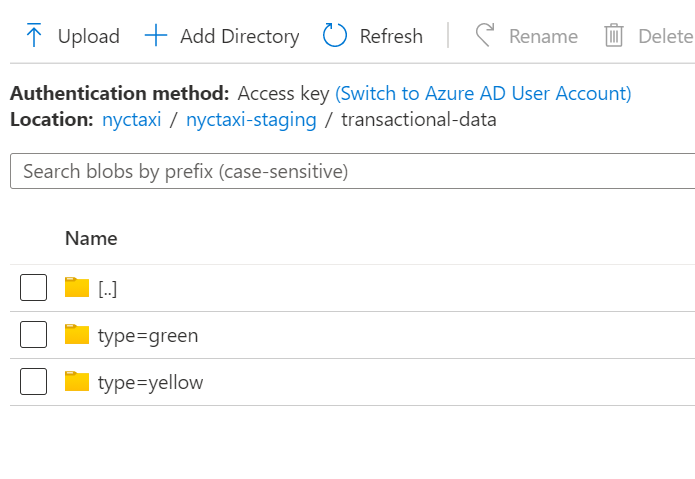 Upload Add Directory Refresh Rename Delete
Authentication method: Access key (Switch to Azure AD User Account)
Location: nyctaxi / nyctaxi-staging / transactional-data
Search blobs by prefix (case-sensitive)
Name
[..]
type=green
type=yellow